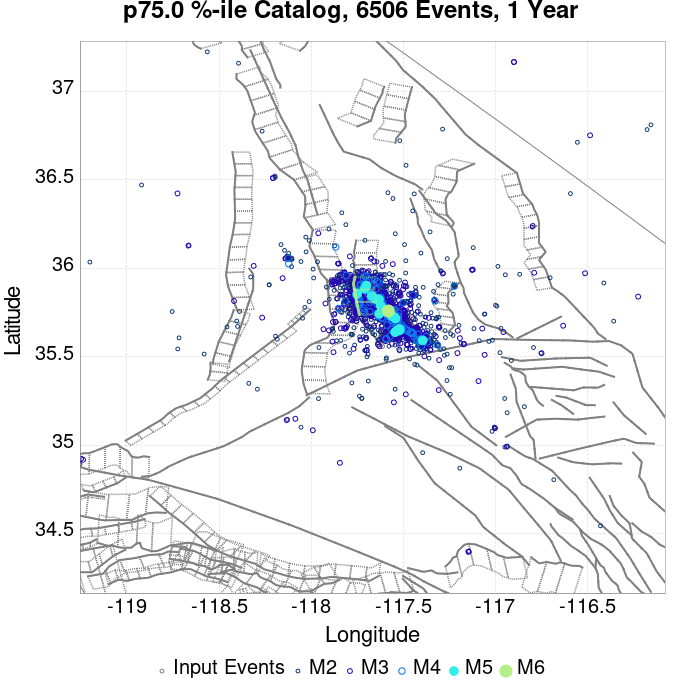 p75.0 %-ile Catalog, 6506 Events, 1 Year
37
36.5
36
35.5
35
34.5
Latitude
-119 -118.5 -118 -117.5 -117 -116.5
Longitude
Input Events M2 M3 M4 M5 M6